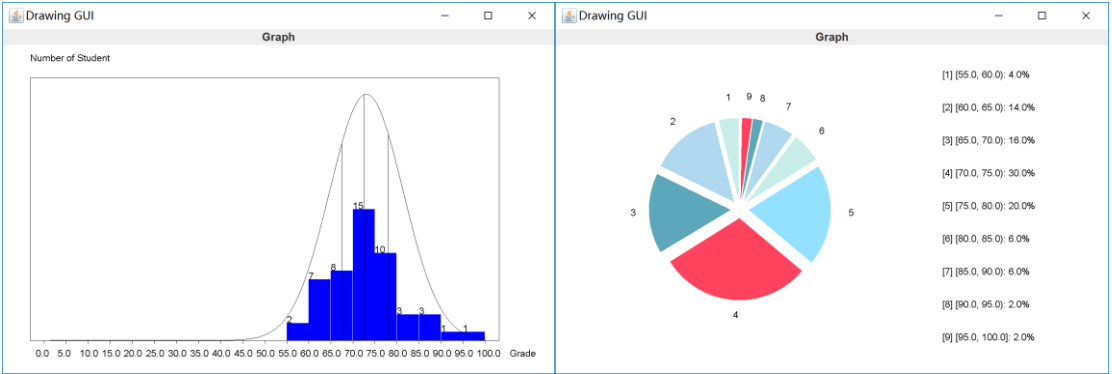 Drawing GUI
Graph
Number of Student
2
7
8
15
10
3
3
1
1
0.0 5.0 10.0 15.0 20.0 25.0 30.0 35.0 40.0 45.0 50.0 55.0 60.0 65.0 70.0 75.0 80.0 85.0 90.0 95.0 100.0 Grade
Drawing GUI
Graph
1
2
3
4
5
6
7
8
9
[1] [55.0, 60.0): 4.0%
[2] [60.0, 65.0): 14.0%
[3] [65.0, 70.0): 16.0%
[4] [70.0, 75.0): 30.0%
[5] [75.0, 80.0): 20.0%
[6] [80.0, 85.0): 6.0%
[7] [85.0, 90.0): 6.0%
[8] [90.0, 95.0): 2.0%
[9] [95.0, 100.0]: 2.0%